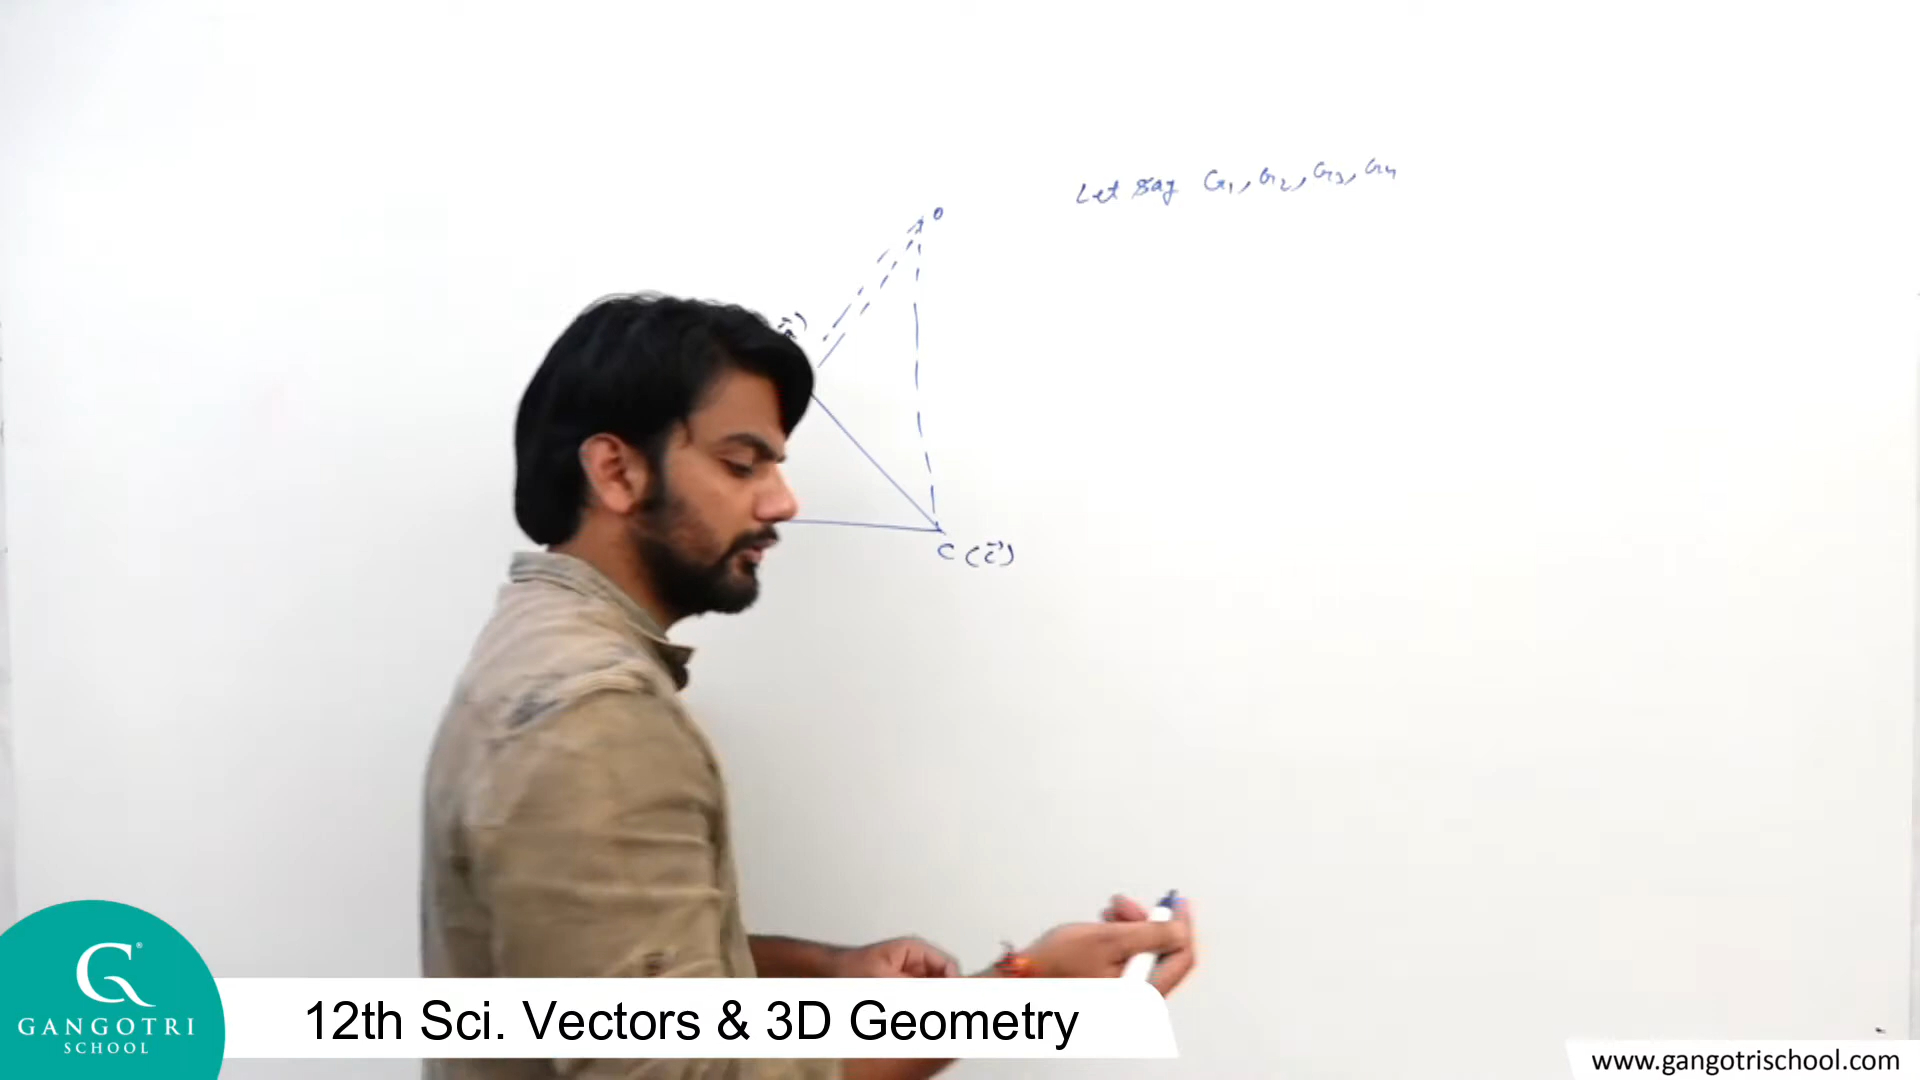 Let say G1, G2, G3, G4
O
(a⃗)
C (c⃗)
GANGOTRI
SCHOOL
12th Sci. Vectors & 3D Geometry
www.gangotrischool.com